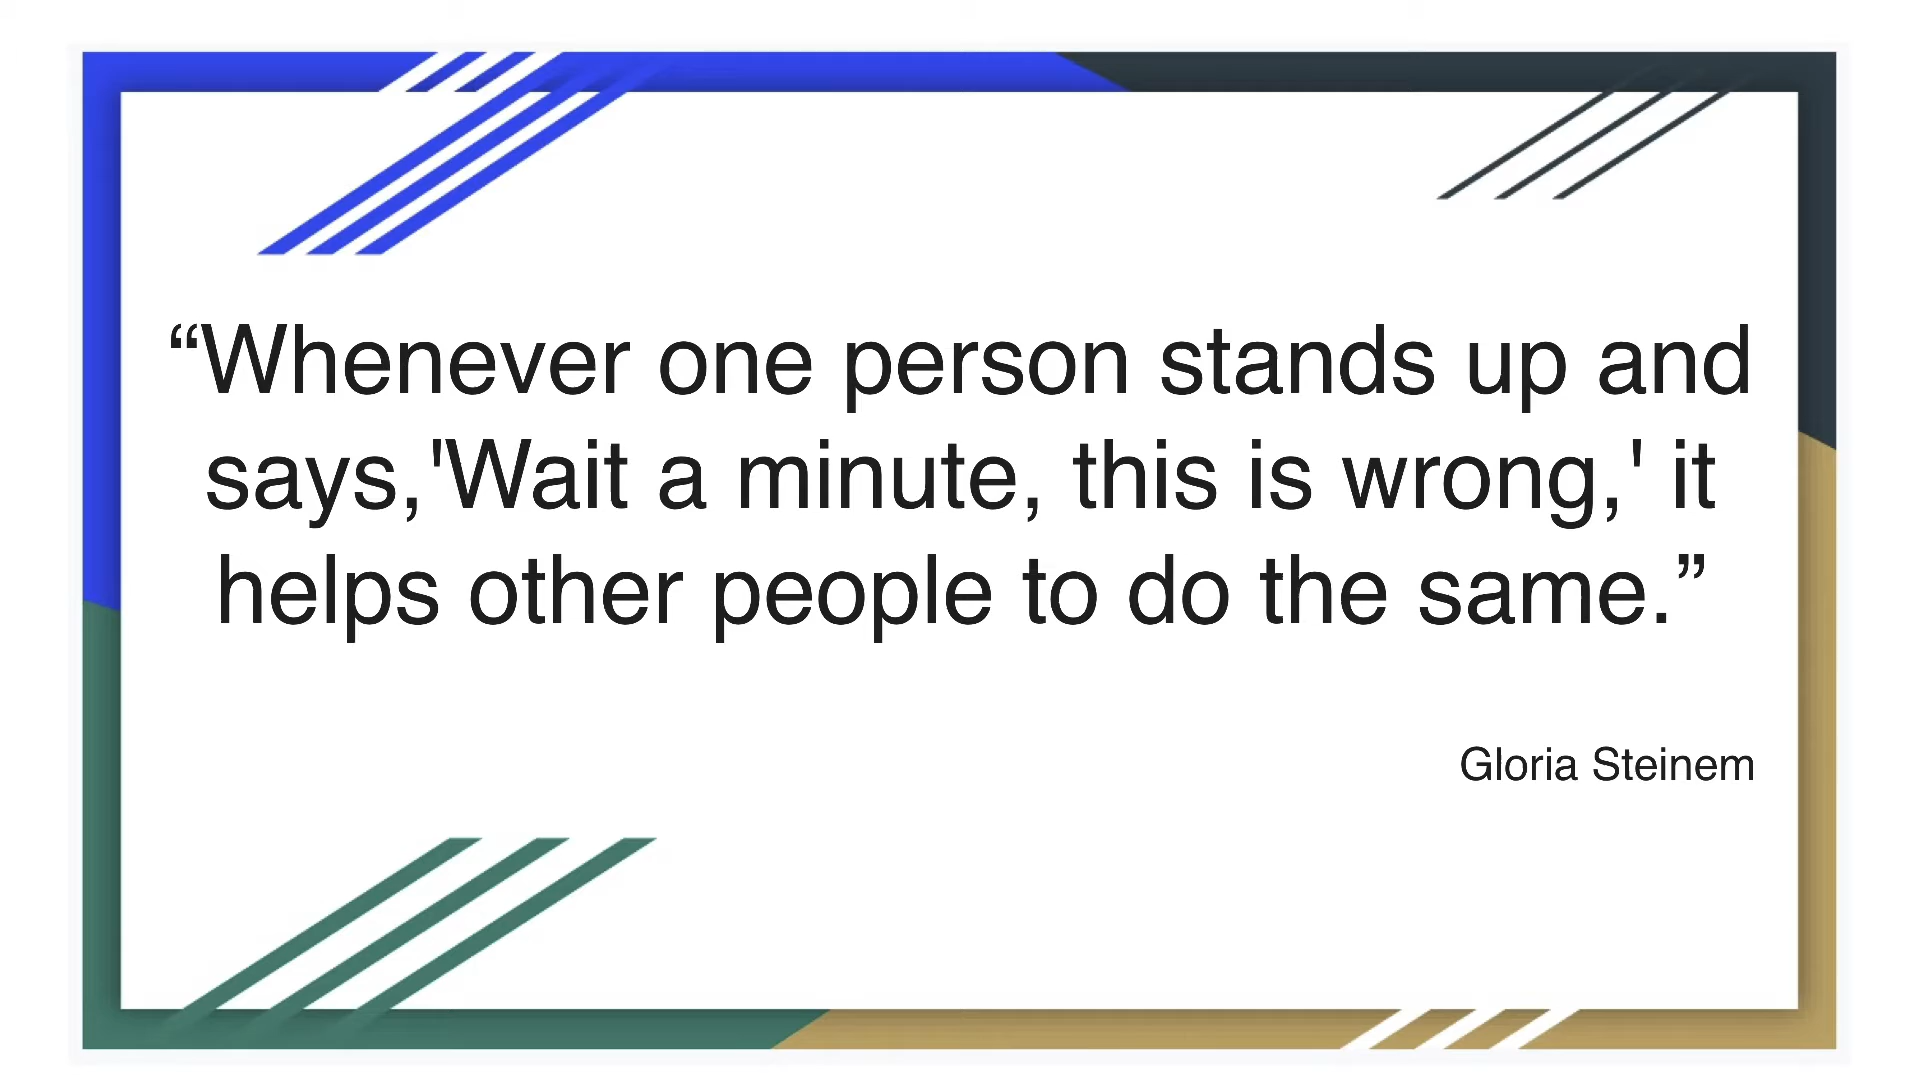 “Whenever one person stands up and
says,'Wait a minute, this is wrong,' it
helps other people to do the same.”
Gloria Steinem